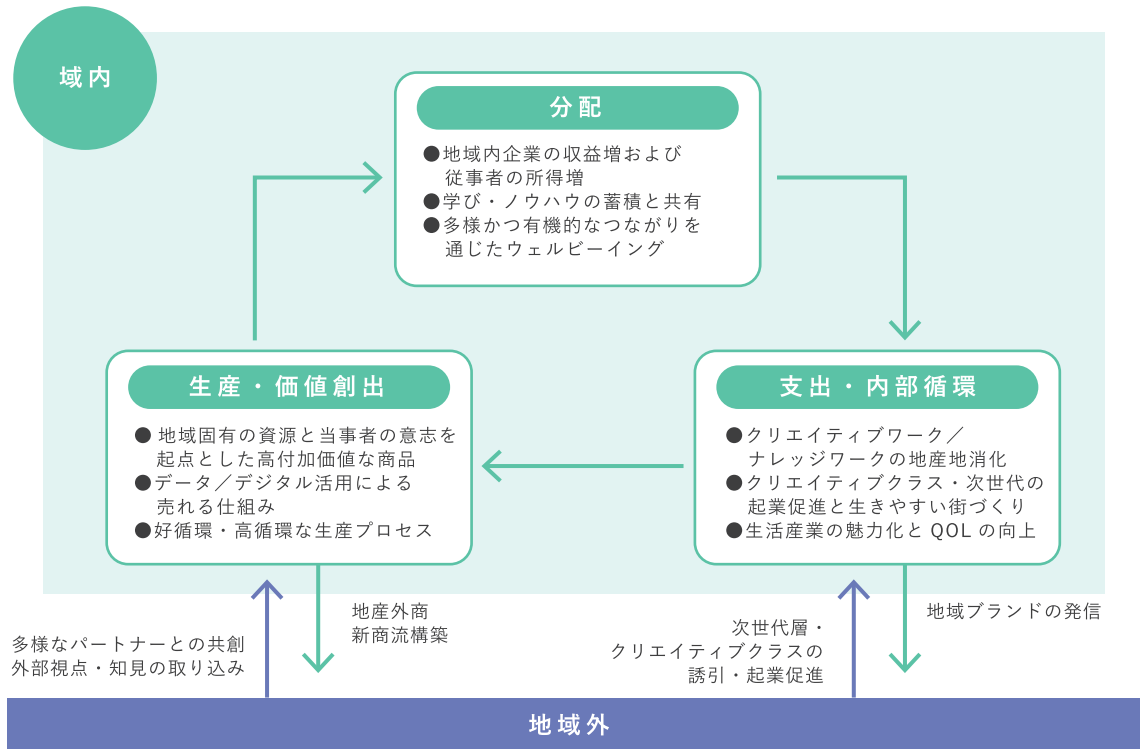 域内
分配
●地域内企業の収益増および
従事者の所得増
●学び・ノウハウの蓄積と共有
●多様かつ有機的なつながりを
通じたウェルビーイング
生産・価値創出
● 地域固有の資源と当事者の意志を
起点とした高付加価値な商品
●データ／デジタル活用による
売れる仕組み
●好循環・高循環な生産プロセス
支出・内部循環
●クリエイティブワーク／
ナレッジワークの地産地消化
●クリエイティブクラス・次世代の
起業促進と生きやすい街づくり
●生活産業の魅力化と QOL の向上
多様なパートナーとの共創
外部視点・知見の取り込み
地産外商
新商流構築
次世代層・
クリエイティブクラスの
誘引・起業促進
地域ブランドの発信
地域外